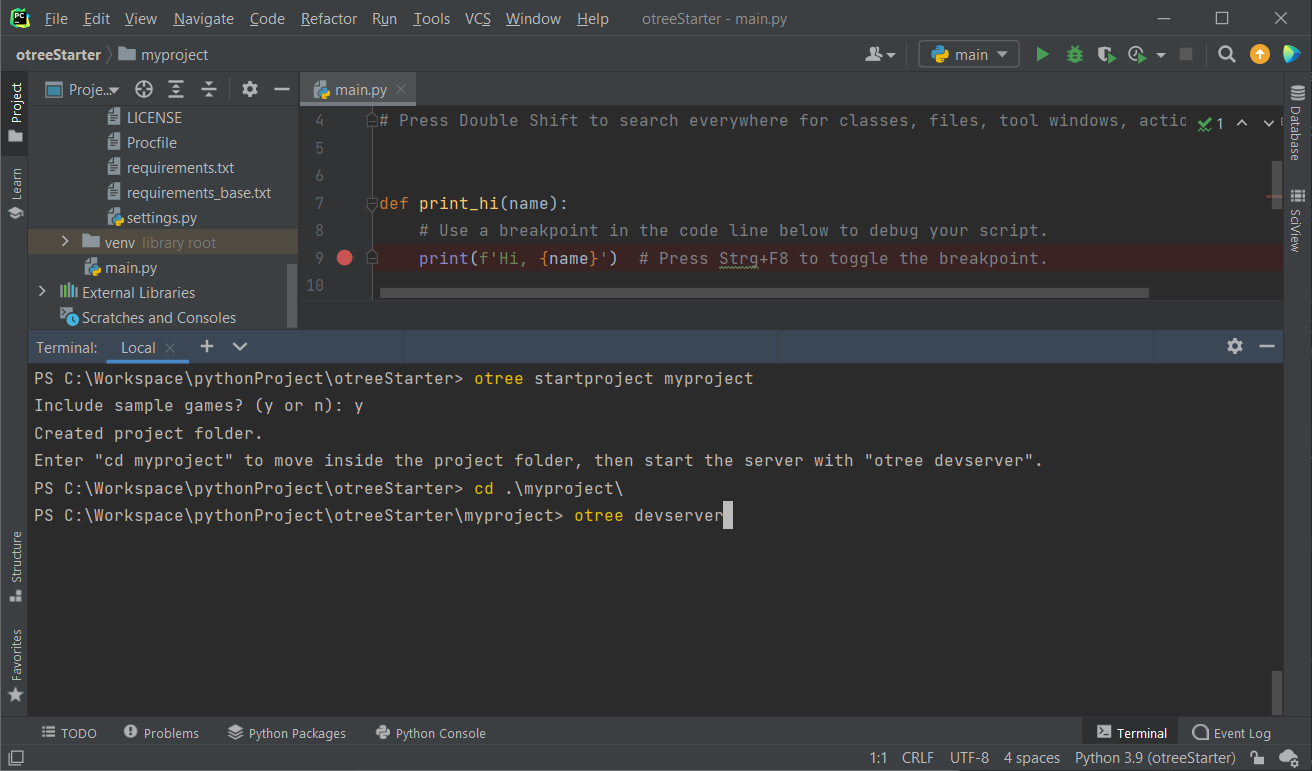 PC File Edit View Navigate Code Refactor Run Tools VCS Window Help otreeStarter - main.py
otreeStarter myproject main
Project
Proje... main.py
LICENSE
Procfile
requirements.txt
requirements_base.txt
settings.py
venv library root
main.py
External Libraries
Scratches and Consoles
Learn
4 # Press Double Shift to search everywhere for classes, files, tool windows, actic 1
5
6
7 def print_hi(name):
8 # Use a breakpoint in the code line below to debug your script.
9 print(f'Hi, {name}') # Press Strg+F8 to toggle the breakpoint.
10
Database
SciView
Terminal: Local
PS C:\Workspace\pythonProject\otreeStarter> otree startproject myproject
Include sample games? (y or n): y
Created project folder.
Enter "cd myproject" to move inside the project folder, then start the server with "otree devserver".
PS C:\Workspace\pythonProject\otreeStarter> cd .\myproject\
PS C:\Workspace\pythonProject\otreeStarter\myproject> otree devserver
Structure
Favorites
TODO Problems Python Packages Python Console Terminal Event Log
1:1 CRLF UTF-8 4 spaces Python 3.9 (otreeStarter)